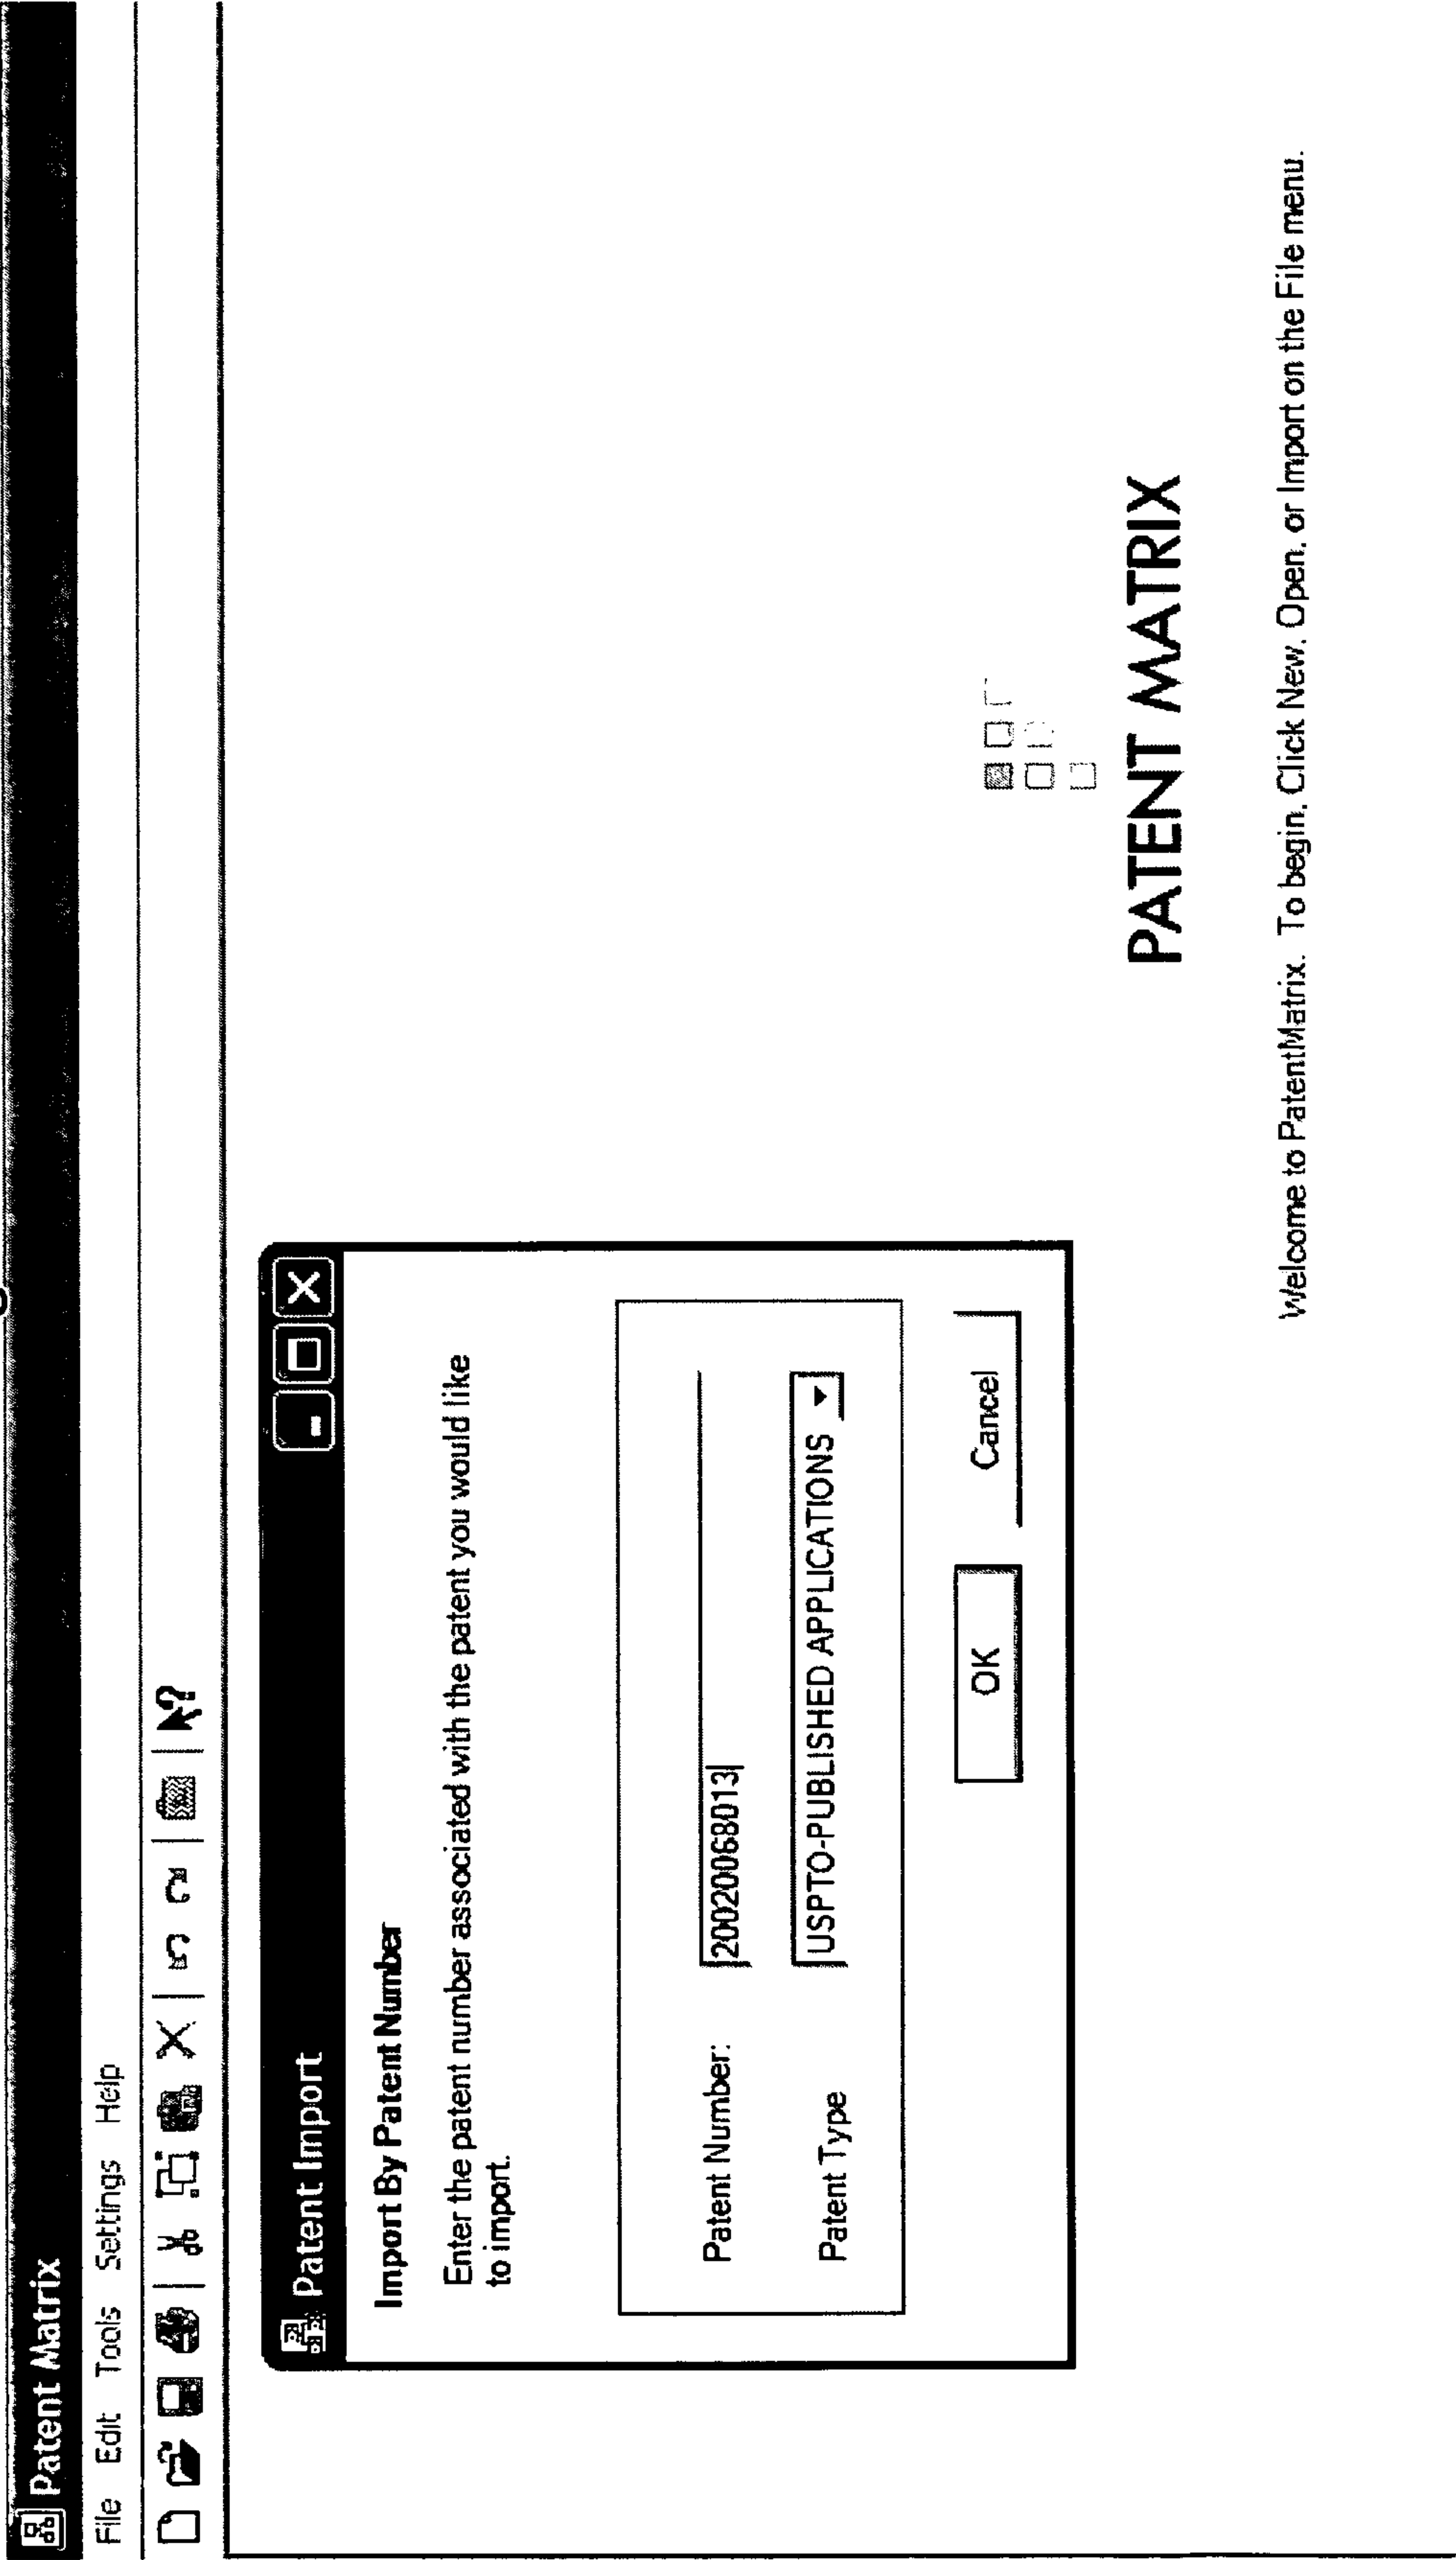 Patent Matrix
File Edit Tools Settings Help
Patent Import
Import By Patent Number
Enter the patent number associated with the patent you would like
to import.
Patent Number: 20020068013
Patent Type USPTO-PUBLISHED APPLICATIONS
OK Cancel
PATENT MATRIX
Welcome to PatentMatrix. To begin, Click New, Open, or Import on the File menu.